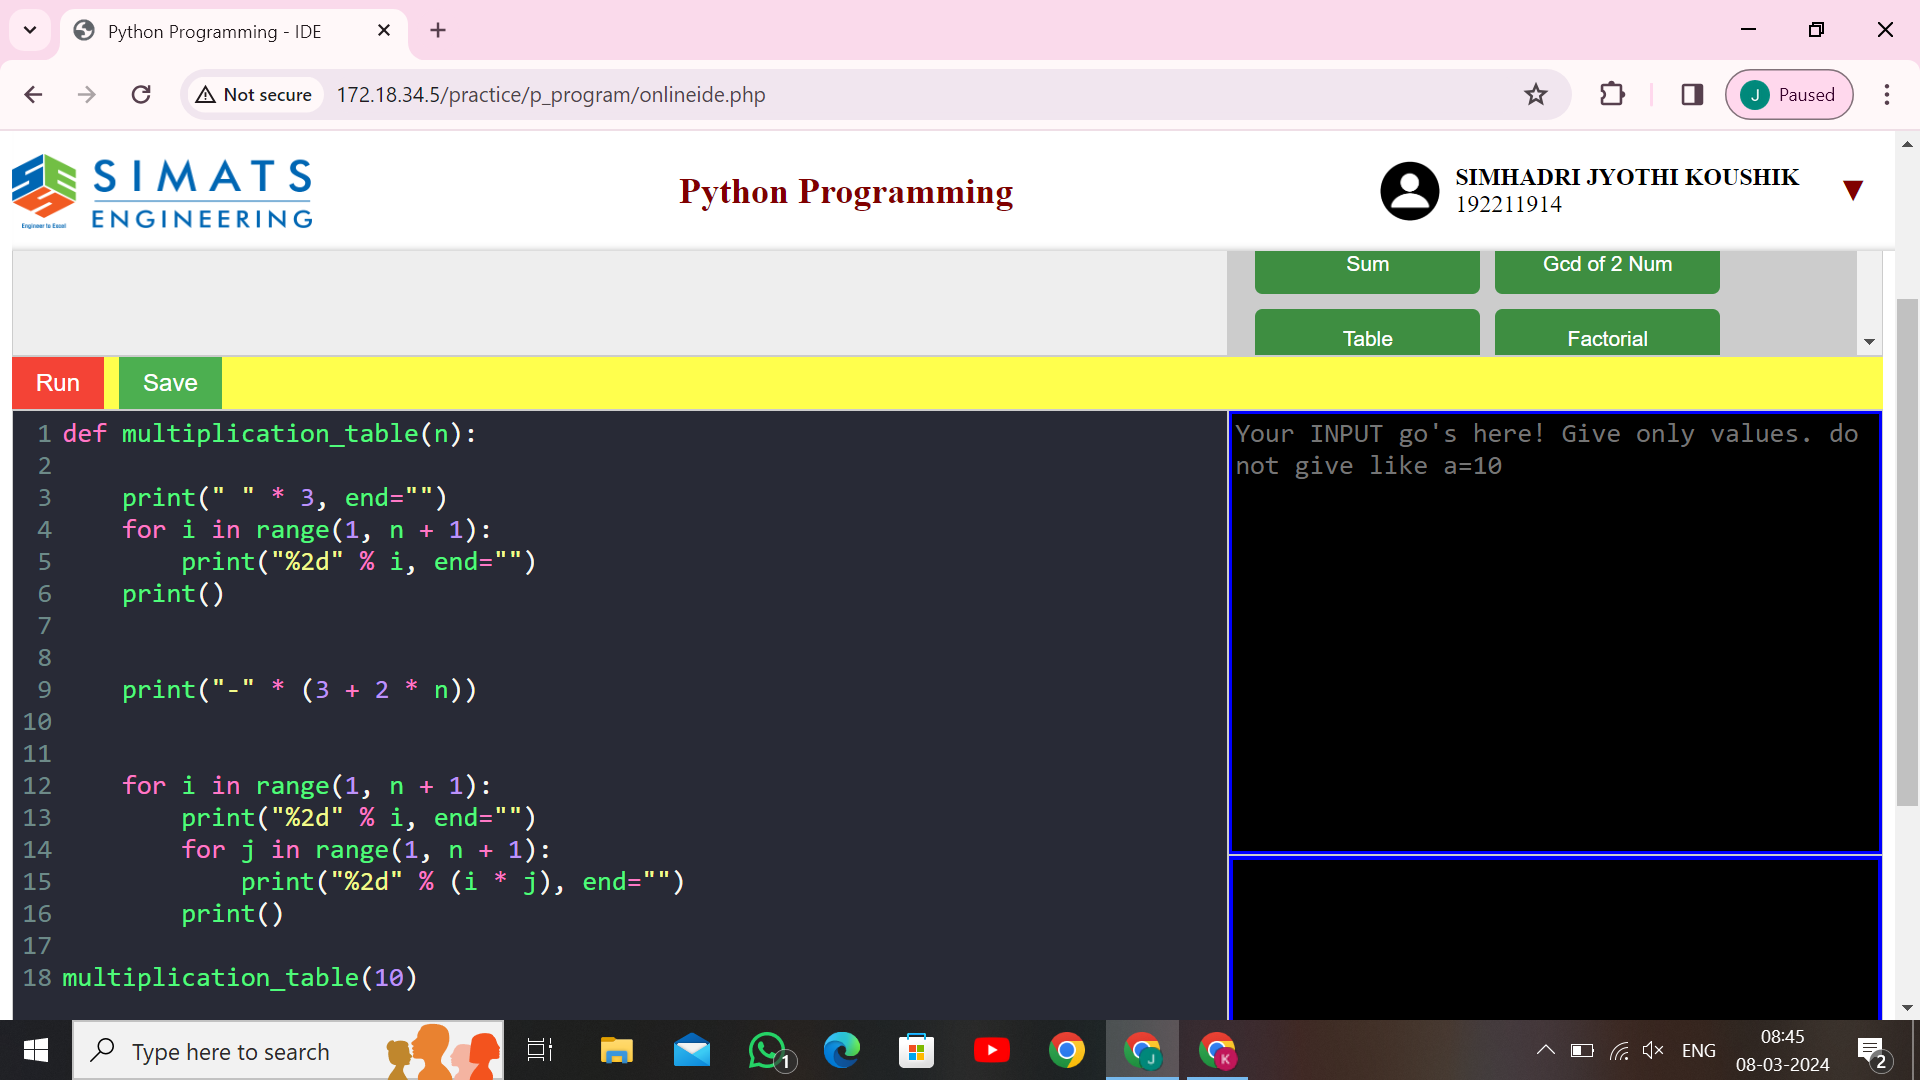 Python Programming - IDE
Not secure
172.18.34.5/practice/p_program/onlineide.php
J
Paused
SIMATS
ENGINEERING
Engineer to Excel
Python Programming
SIMHADRI JYOTHI KOUSHIK
192211914
Sum
Gcd of 2 Num
Table
Factorial
Run
Save
1 def multiplication_table(n):
2
3     print(" " * 3, end="")
4     for i in range(1, n + 1):
5         print("%2d" % i, end="")
6     print()
7
8
9     print("-" * (3 + 2 * n))
10
11
12     for i in range(1, n + 1):
13         print("%2d" % i, end="")
14         for j in range(1, n + 1):
15             print("%2d" % (i * j), end="")
16         print()
17
18 multiplication_table(10)
Your INPUT go's here! Give only values. do
not give like a=10
Type here to search
1
J
K
ENG
08:45
08-03-2024
2